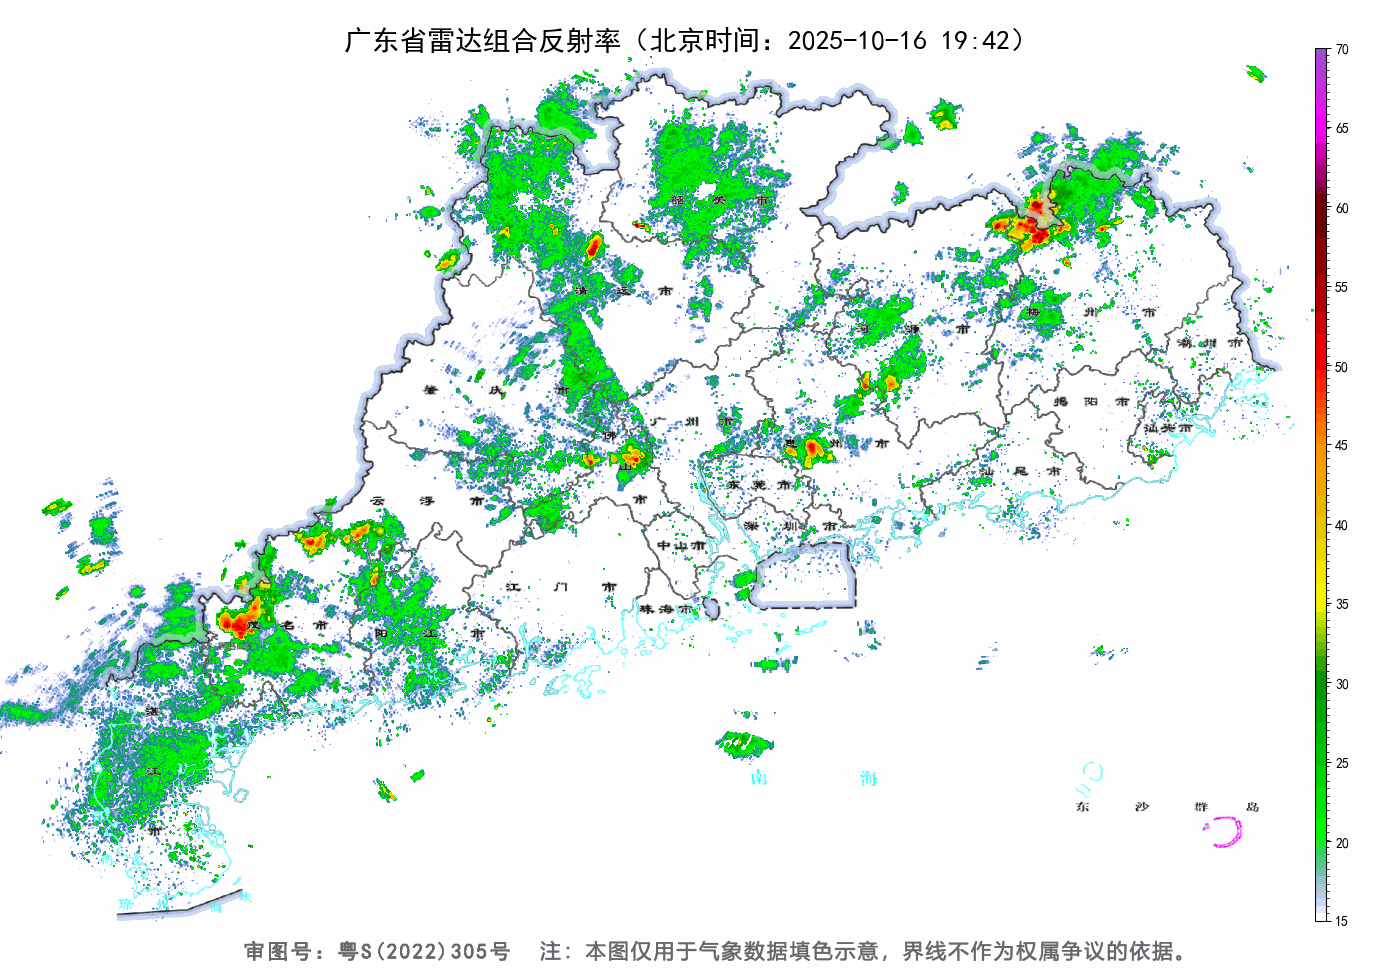 广东省雷达组合反射率（北京时间：2025-10-16 19:42）
70
65
60
55
50
45
40
35
30
25
20
15
韶关市
清远市
梅州市
河源市
潮州市
肇庆市
揭阳市
广州市
汕头市
佛山市
惠州市
汕尾市
东莞市
云浮市
深圳市
中山市
江门市
珠海市
茂名市
阳江市
湛江市
南海
东沙群岛
琼州海峡
审图号：粤S(2022)305号 注：本图仅用于气象数据填色示意，界线不作为权属争议的依据。